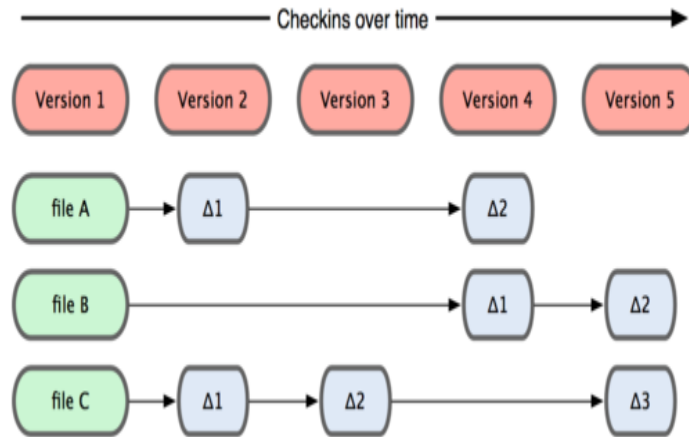 Checkins over time
Version 1 Version 2 Version 3 Version 4 Version 5
file A Δ1 Δ2
file B Δ1 Δ2
file C Δ1 Δ2 Δ3